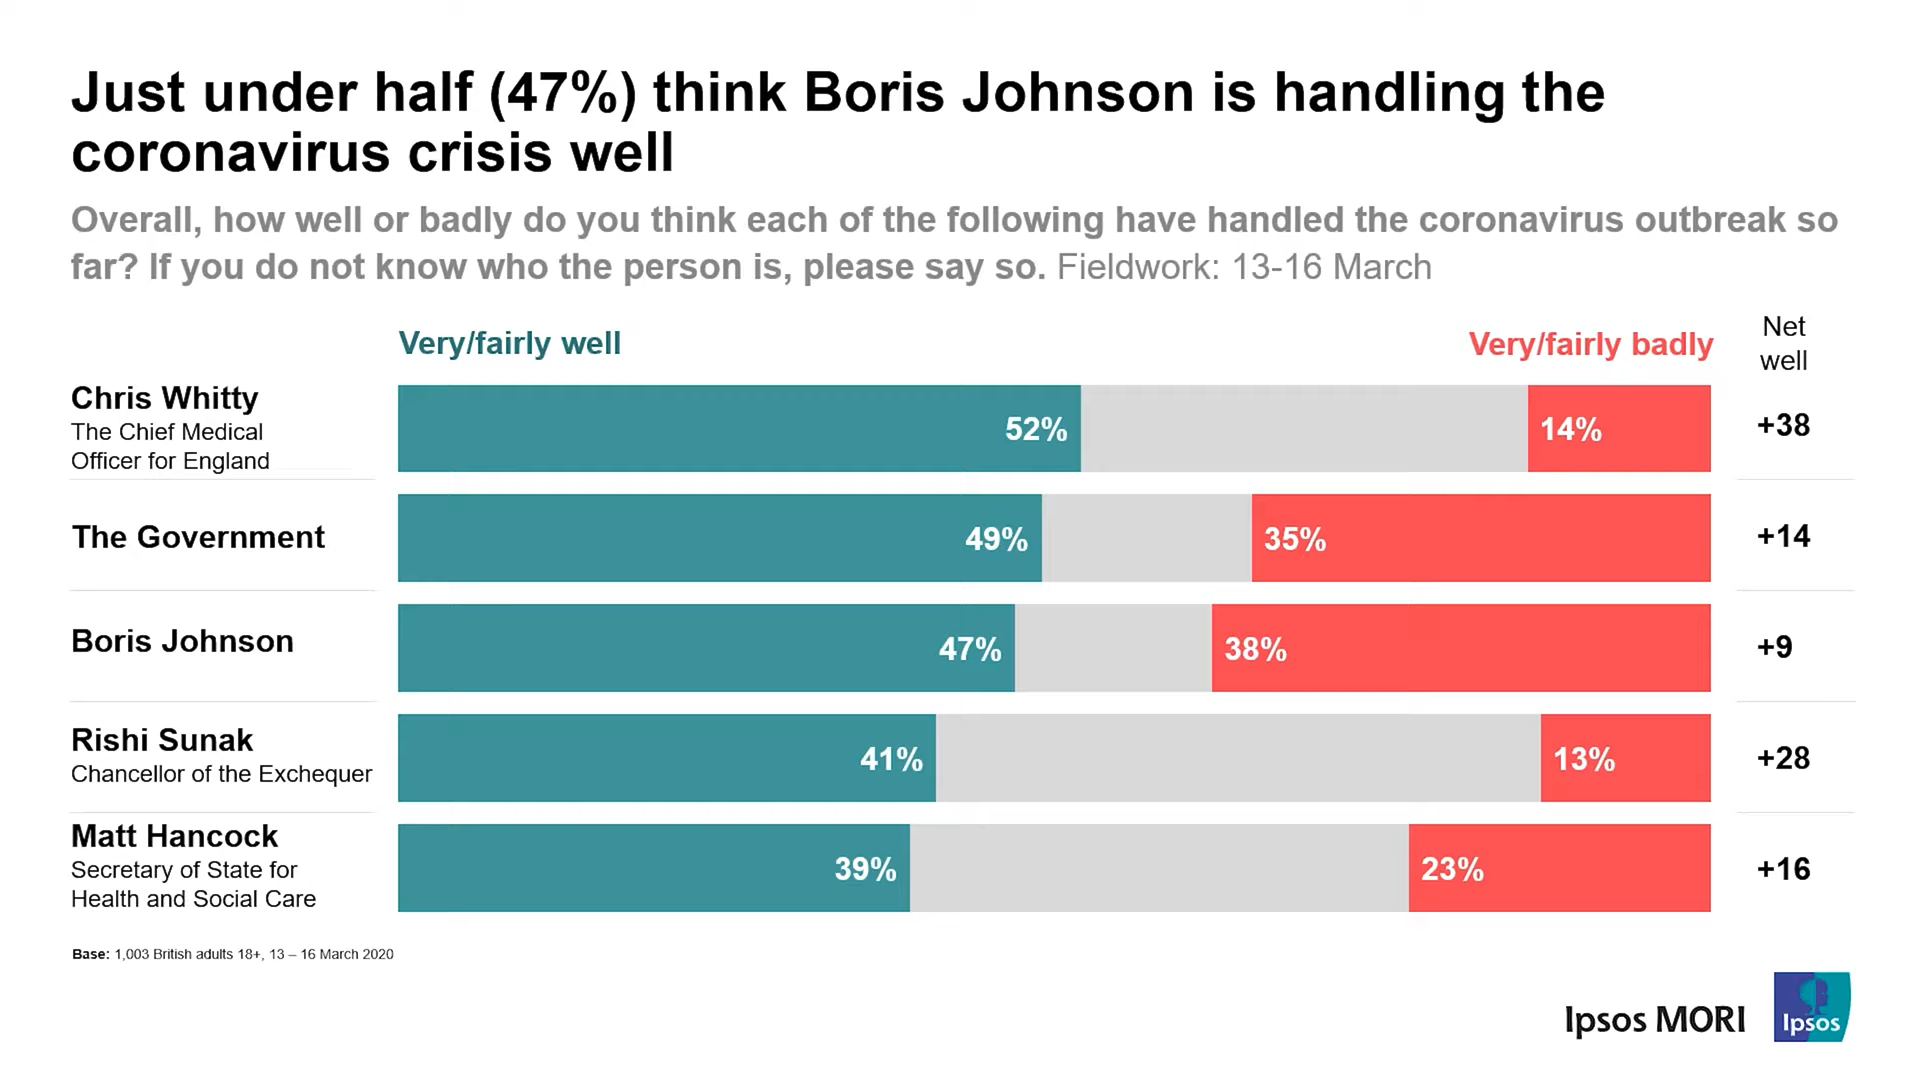 Just under half (47%) think Boris Johnson is handling the
coronavirus crisis well
Overall, how well or badly do you think each of the following have handled the coronavirus outbreak so
far? If you do not know who the person is, please say so. Fieldwork: 13-16 March
Very/fairly well
Very/fairly badly
Net
well
Chris Whitty
The Chief Medical
Officer for England
52%
14%
+38
The Government
49%
35%
+14
Boris Johnson
47%
38%
+9
Rishi Sunak
Chancellor of the Exchequer
41%
13%
+28
Matt Hancock
Secretary of State for
Health and Social Care
39%
23%
+16
Base: 1,003 British adults 18+, 13 – 16 March 2020
Ipsos MORI
Ipsos